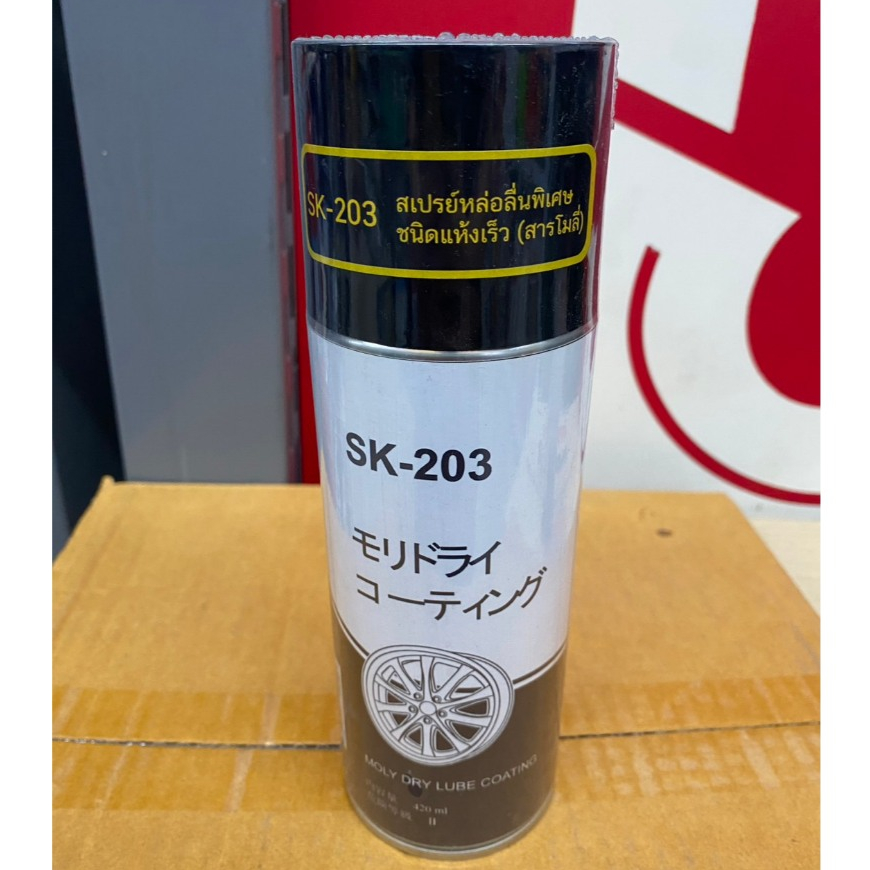 SK-203
สเปรย์หล่อลื่นพิเศษ
ชนิดแห้งเร็ว (สารโมลี่)
SK-203
モリドライ
コーティング
MOLY DRY LUBE COATING
420 ml
II